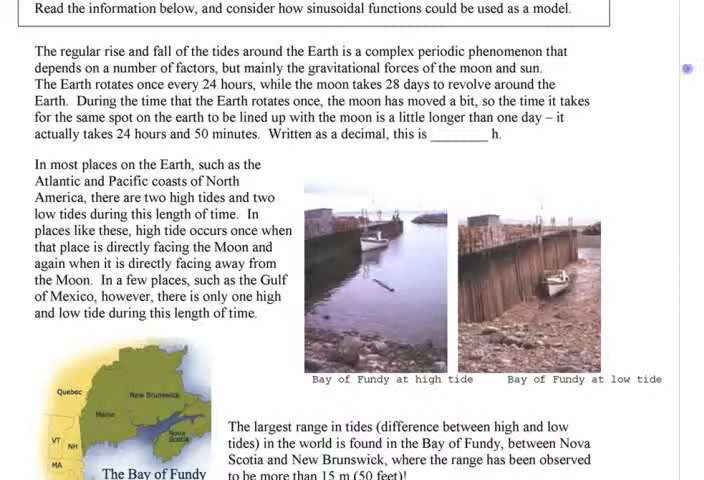 Read the information below, and consider how sinusoidal functions could be used as a model.
The regular rise and fall of the tides around the Earth is a complex periodic phenomenon that
depends on a number of factors, but mainly the gravitational forces of the moon and sun.
The Earth rotates once every 24 hours, while the moon takes 28 days to revolve around the
Earth. During the time that the Earth rotates once, the moon has moved a bit, so the time it takes
for the same spot on the earth to be lined up with the moon is a little longer than one day – it
actually takes 24 hours and 50 minutes. Written as a decimal, this is ________ h.
In most places on the Earth, such as the
Atlantic and Pacific coasts of North
America, there are two high tides and two
low tides during this length of time. In
places like these, high tide occurs once when
that place is directly facing the Moon and
again when it is directly facing away from
the Moon. In a few places, such as the Gulf
of Mexico, however, there is only one high
and low tide during this length of time.
Bay of Fundy at high tide
Bay of Fundy at low tide
Quebec
New Brunswick
Maine
Nova
Scotia
VT
NH
MA
The Bay of Fundy
The largest range in tides (difference between high and low
tides) in the world is found in the Bay of Fundy, between Nova
Scotia and New Brunswick, where the range has been observed
to be more than 15 m (50 feet)!